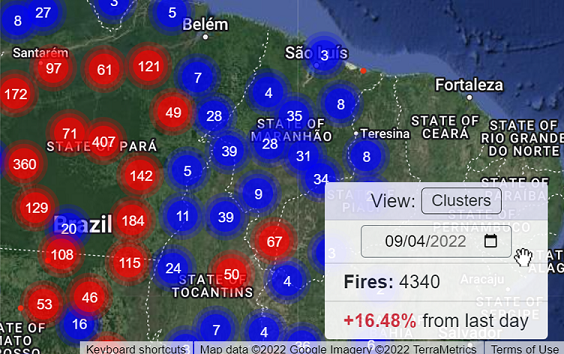 3
5
8
27
Belém
Santarém
97
61
121
7
3
São Luís
172
4
Fortaleza
49
28
35
8
STATE OF
MARANHÃO
Teresina
STATE OF
CEARÁ
STATE OF
RIO GRANDE
DO NORTE
71
407
STATE OF PARÁ
39
28
31
8
360
142
5
34
129
184
11
39
9
Brazil
20
67
108
115
24
50
4
STATE OF
TOCANTINS
53
46
16
7
4
View: Clusters
09/04/2022
Fires: 4340
+16.48% from last day
Aracaju
Salvador
Keyboard shortcuts
Map data ©2022 Google Imagery ©2022 TerraMetrics
Terms of Use